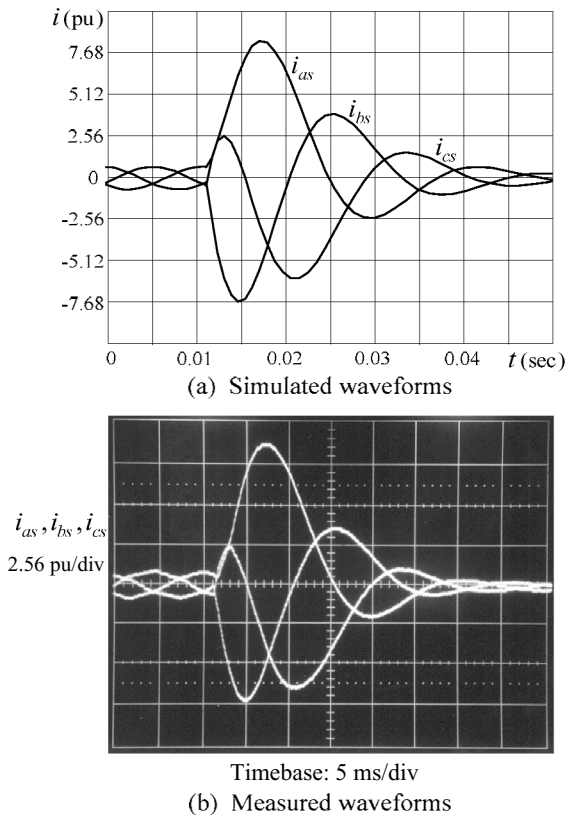 i (pu)
7.68
5.12
2.56
0
-2.56
-5.12
-7.68
i_as
i_bs
i_cs
0 0.01 0.02 0.03 0.04 t (sec)
(a) Simulated waveforms
i_as, i_bs, i_cs
2.56 pu/div
Timebase: 5 ms/div
(b) Measured waveforms